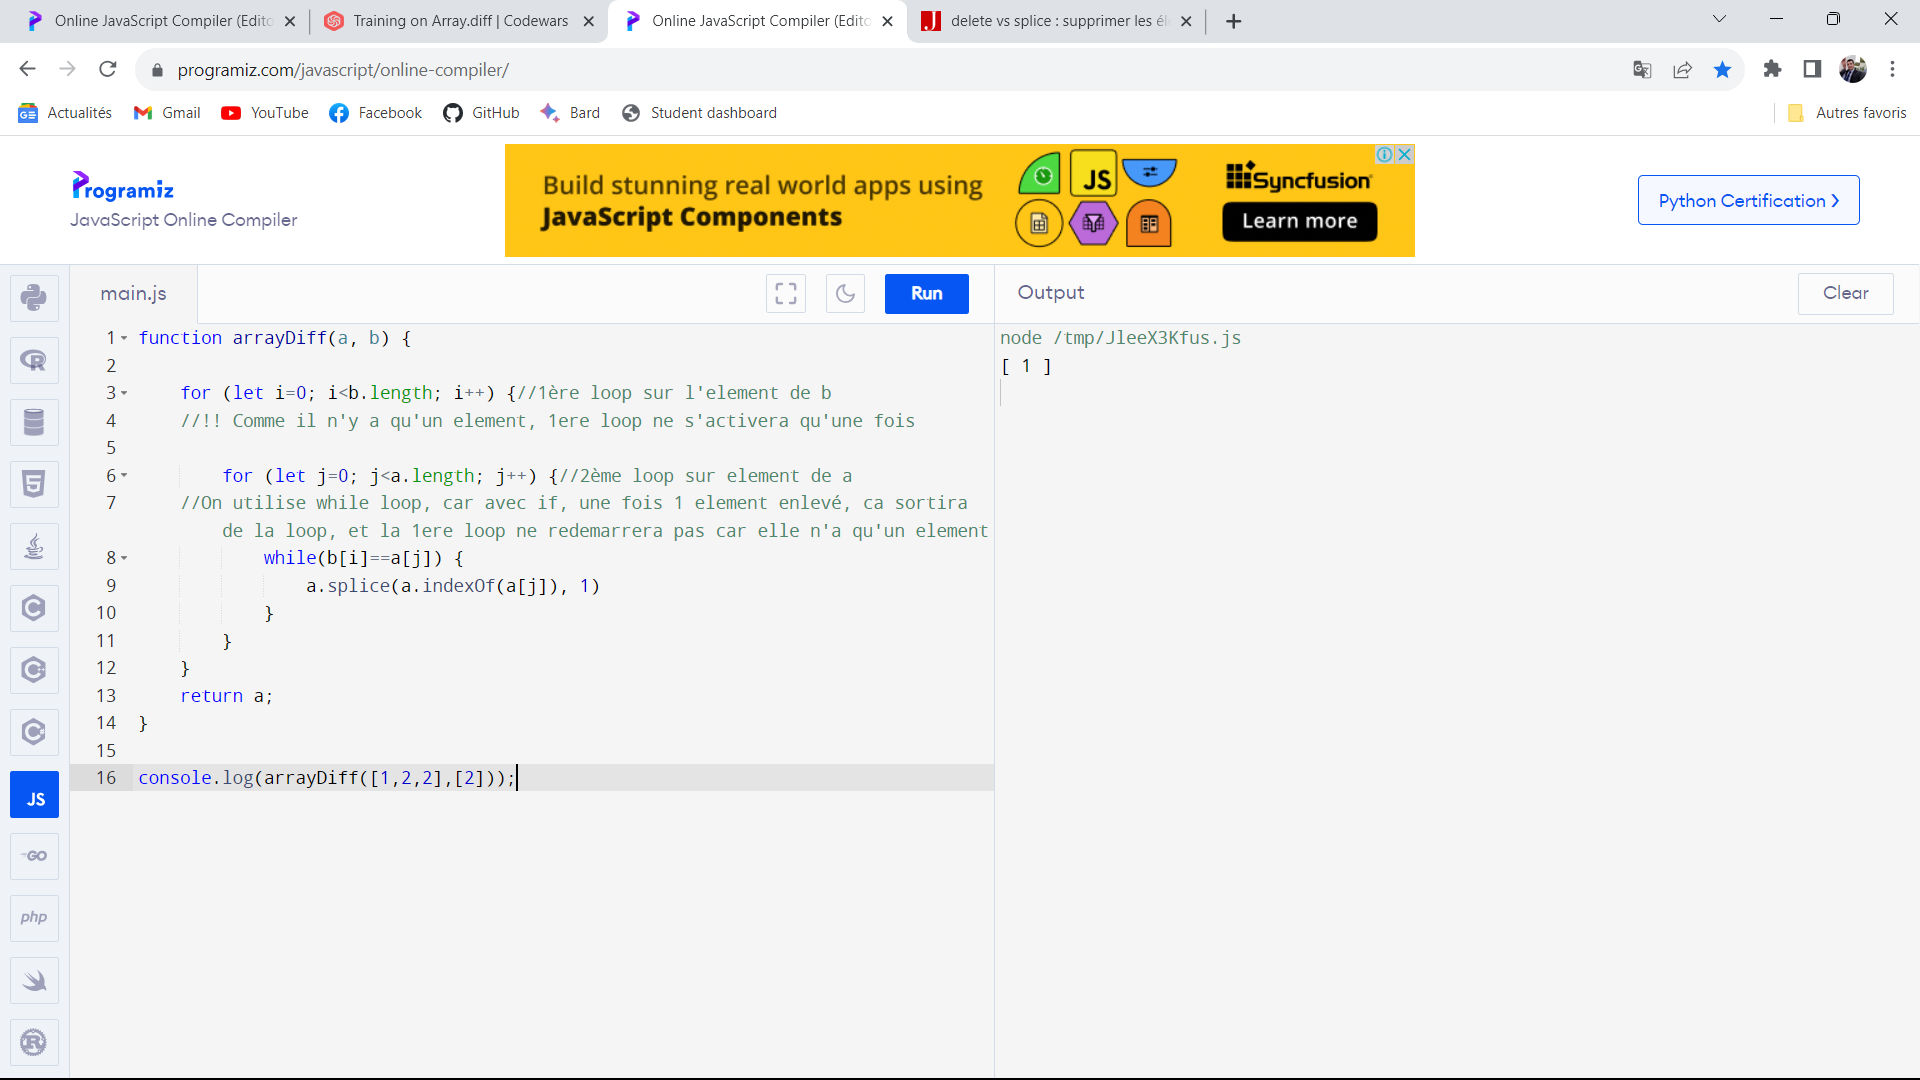 Online JavaScript Compiler (Edito
Training on Array.diff | Codewars
Online JavaScript Compiler (Edito
delete vs splice : supprimer les él
programiz.com/javascript/online-compiler/
Actualités
Gmail
YouTube
Facebook
GitHub
Bard
Student dashboard
Autres favoris
Programiz
JavaScript Online Compiler
Build stunning real world apps using
JavaScript Components
JS
Syncfusion
Learn more
Python Certification
main.js
Run
Output
Clear
1 function arrayDiff(a, b) {
2
3 for (let i=0; i<b.length; i++) {//1ère loop sur l'element de b
4 //!! Comme il n'y a qu'un element, 1ere loop ne s'activera qu'une fois
5
6 for (let j=0; j<a.length; j++) {//2ème loop sur element de a
7 //On utilise while loop, car avec if, une fois 1 element enlevé, ca sortira
de la loop, et la 1ere loop ne redemarrera pas car elle n'a qu'un element
8 while(b[i]==a[j]) {
9 a.splice(a.indexOf(a[j]), 1)
10 }
11 }
12 }
13 return a;
14 }
15
16 console.log(arrayDiff([1,2,2],[2]));
node /tmp/JleeX3Kfus.js
[ 1 ]
JS
GO
php